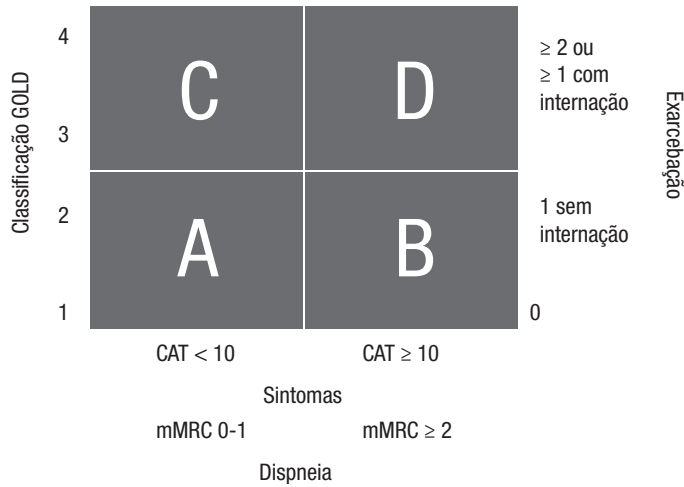 Classificação GOLD
4
3
2
1
C
D
A
B
≥ 2 ou
≥ 1 com
internação
1 sem
internação
0
Exarcebação
CAT < 10
CAT ≥ 10
Sintomas
mMRC 0-1
mMRC ≥ 2
Dispneia